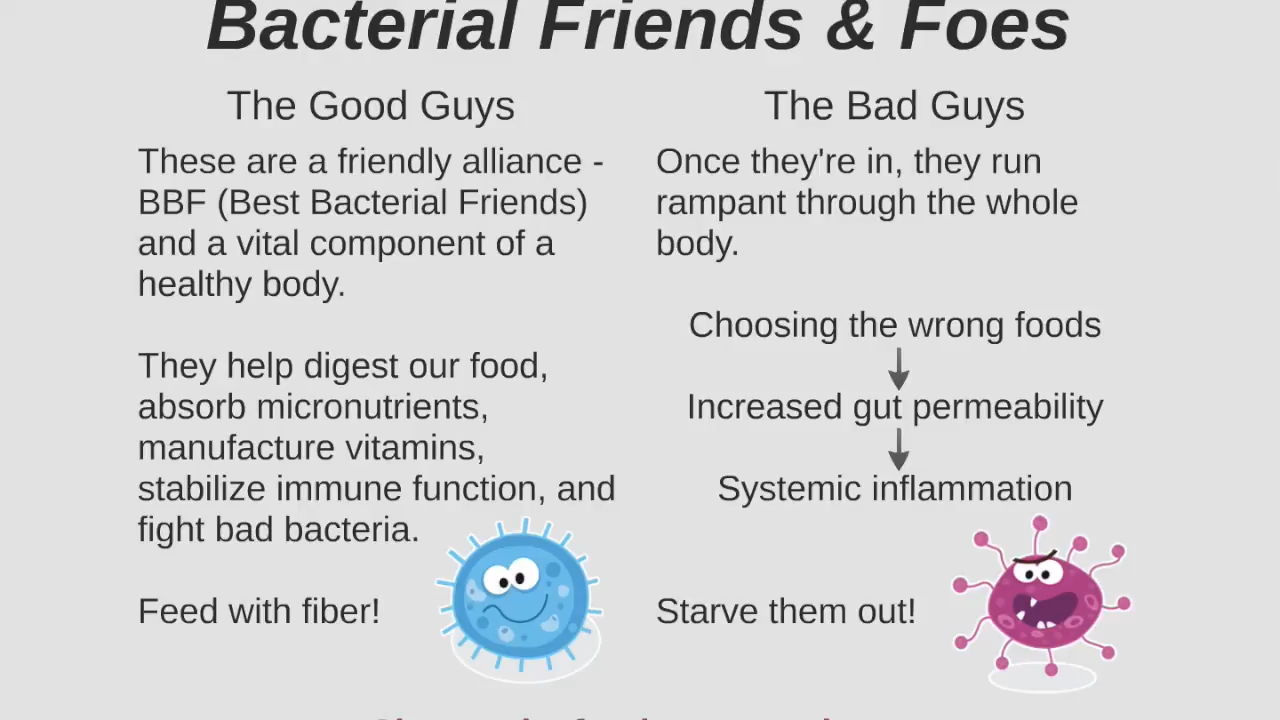 Bacterial Friends & Foes
The Good Guys
These are a friendly alliance -
BBF (Best Bacterial Friends)
and a vital component of a
healthy body.
They help digest our food,
absorb micronutrients,
manufacture vitamins,
stabilize immune function, and
fight bad bacteria.
Feed with fiber!
The Bad Guys
Once they're in, they run
rampant through the whole
body.
Choosing the wrong foods
Increased gut permeability
Systemic inflammation
Starve them out!